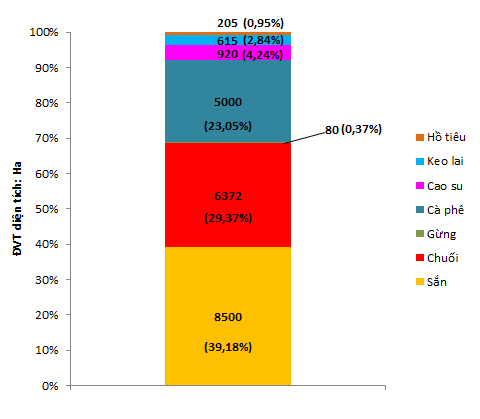 205 (0,95%)
100%
615 (2,84%)
920 (4,24%)
90%
80%
5000
(23,05%)
70%
80 (0,37%)
60%
6372
(29,37%)
50%
40%
30%
20%
8500
(39,18%)
10%
0%
ĐVT diện tích: Ha
Hồ tiêu
Keo lai
Cao su
Cà phê
Gừng
Chuối
Sắn